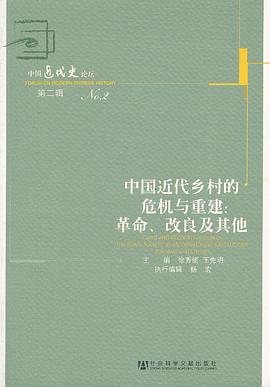 中国近代史论坛
FORUM ON MODERN CHINESE HISTORY
第二辑 No.2
中国近代乡村的
危机与重建：
革命、改良及其他
主 编 徐秀丽 王先明
执行编辑 杨 宏
社会科学文献出版社